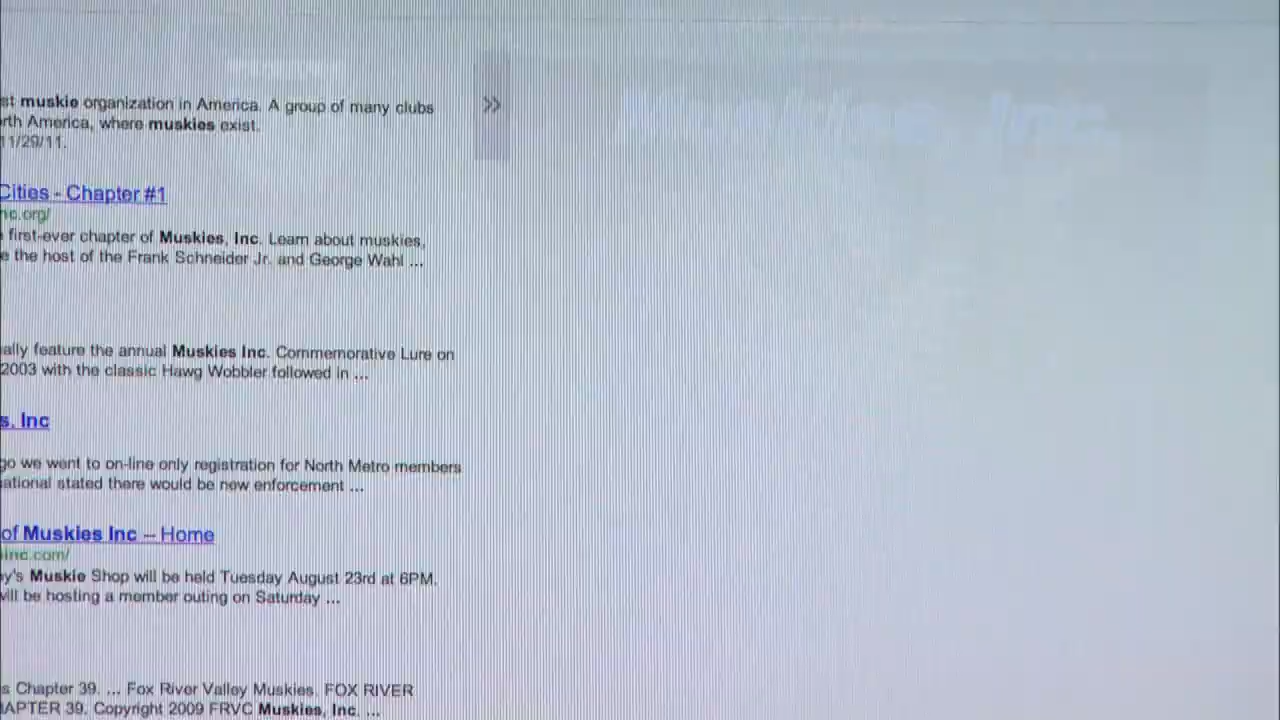 st muskie organization in America. A group of many clubs
rth America, where muskies exist.
11/29/11.
Cities - Chapter #1
nc.org/
first-ever chapter of Muskies, Inc. Learn about muskies,
e the host of the Frank Schneider Jr. and George Wahl ...
ally feature the annual Muskies Inc. Commemorative Lure on
2003 with the classic Hawg Wobbler followed in ...
s, Inc
go we went to on-line only registration for North Metro members
ational stated there would be new enforcement ...
of Muskies Inc – Home
iinc.com/
y's Muskie Shop will be held Tuesday August 23rd at 6PM.
will be hosting a member outing on Saturday ...
s Chapter 39. ... Fox River Valley Muskies. FOX RIVER
HAPTER 39. Copyright 2009 FRVC Muskies, Inc. ...
Muskies Inc.